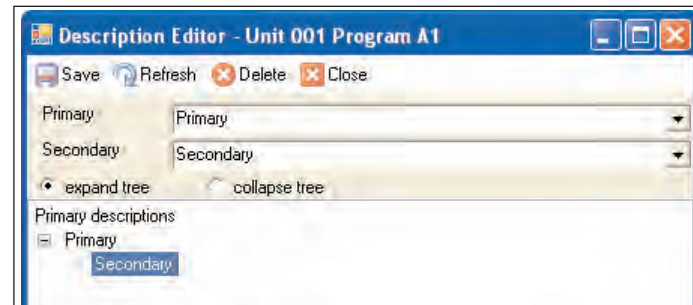 Description Editor - Unit 001 Program A1
Save Refresh Delete Close
Primary Primary
Secondary Secondary
expand tree collapse tree
Primary descriptions
Primary
Secondary